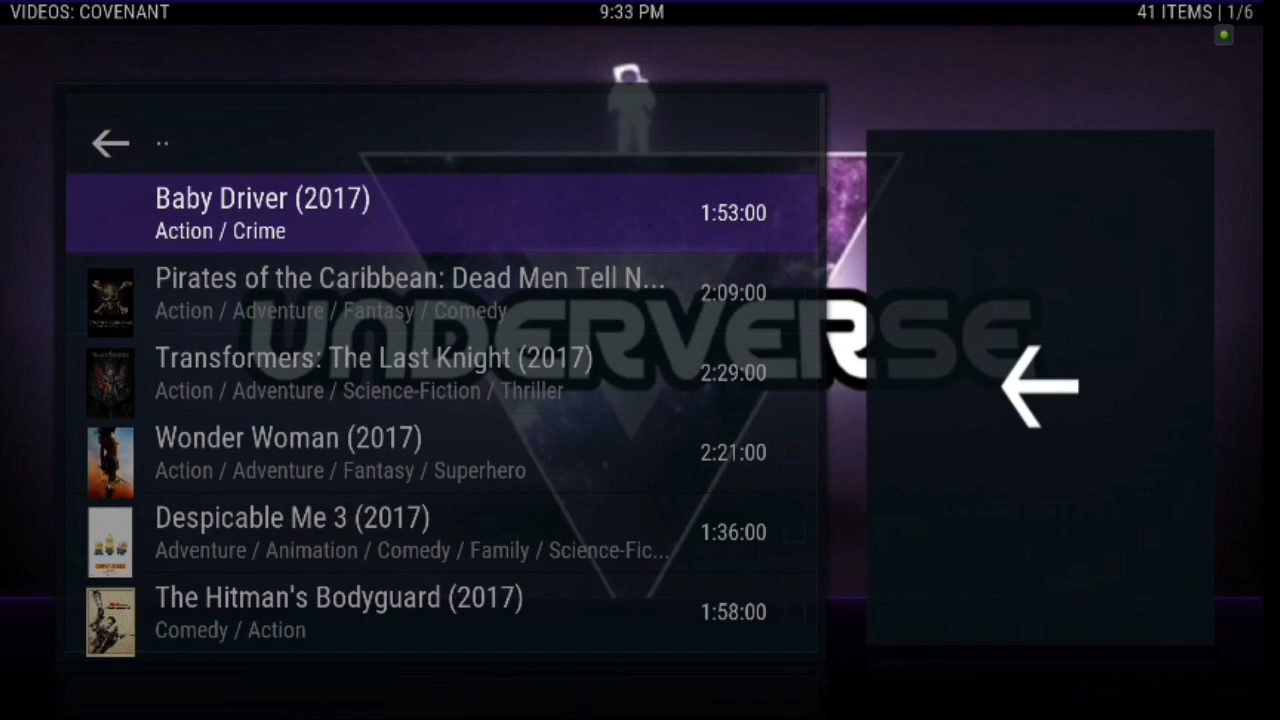 VIDEOS: COVENANT
9:33 PM
41 ITEMS | 1/6
..
Baby Driver (2017)
Action / Crime
1:53:00
Pirates of the Caribbean: Dead Men Tell N...
Action / Adventure / Fantasy / Comedy
2:09:00
UNDERVERSE
Transformers: The Last Knight (2017)
Action / Adventure / Science-Fiction / Thriller
2:29:00
Wonder Woman (2017)
Action / Adventure / Fantasy / Superhero
2:21:00
Despicable Me 3 (2017)
Adventure / Animation / Comedy / Family / Science-Fic...
1:36:00
The Hitman's Bodyguard (2017)
Comedy / Action
1:58:00